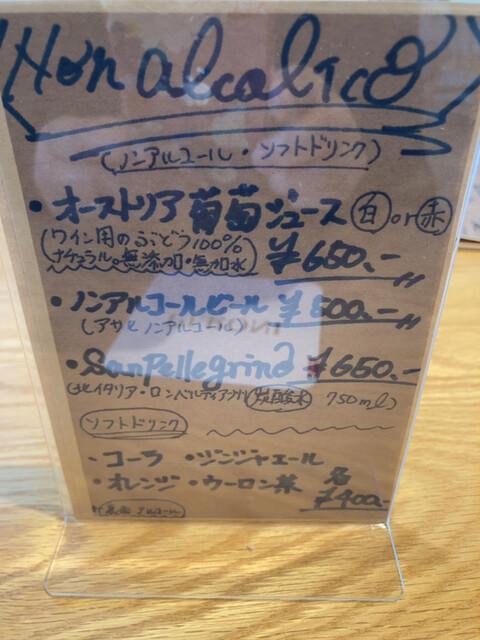 Non alcolico
(ノンアルコール・ソフトドリンク)
・オーストリア葡萄ジュース 白 or 赤
(ワイン用のぶどう100%
ナチュラル。無添加・無加水) ¥650.-
・ノンアルコールビール ¥500.-
(アサヒ ノンアルコール)
・SanPellegrino ¥650.-
(北イタリア・ロンバルディア 炭酸水 750ml)
ソフトドリンク
・コーラ ・ジンジャエール
・オレンジ ・ウーロン茶 各
¥400.-